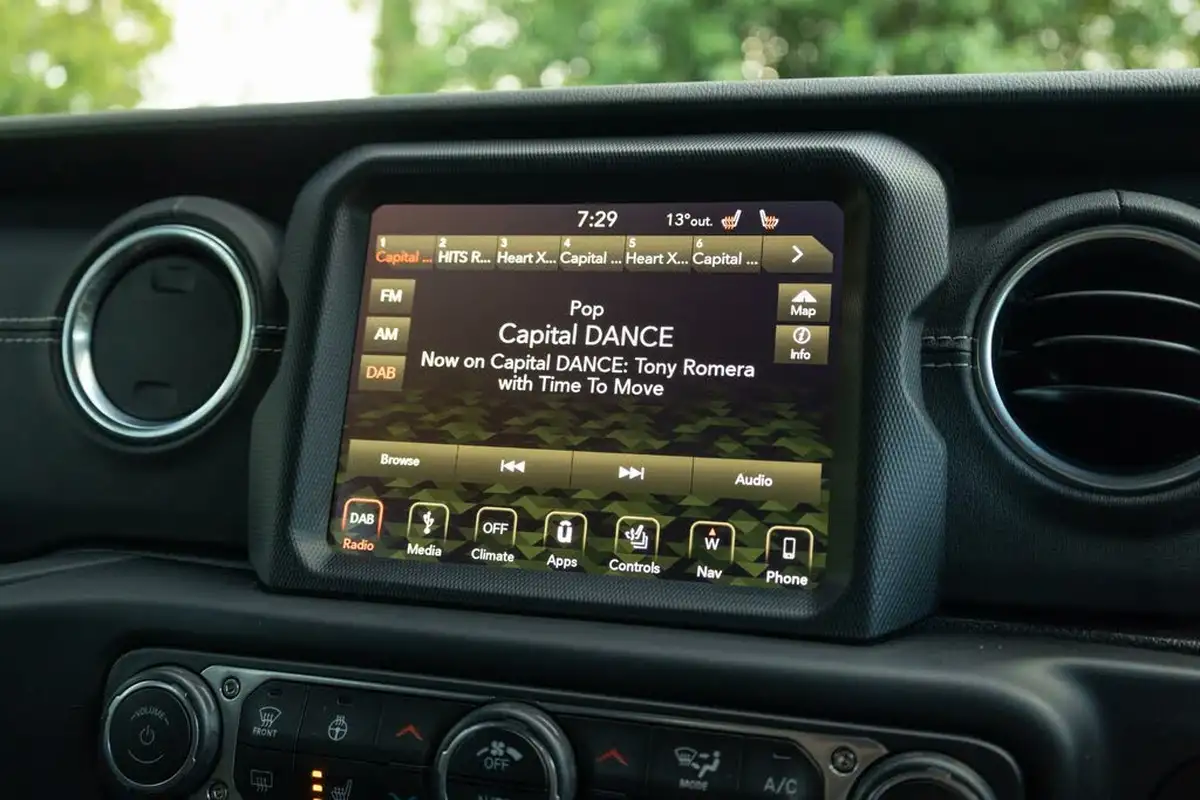 7:29 13°out.
1 2 3 4 5 6
Capital ... HITS R... Heart X... Capital ... Heart X... Capital ...
FM
AM
DAB
Pop
Capital DANCE
Now on Capital DANCE: Tony Romera
with Time To Move
Map
Info
Browse Audio
DAB OFF W
Radio Media Climate Apps Controls Nav Phone
VOLUME
FRONT
OFF
MODE
A/C